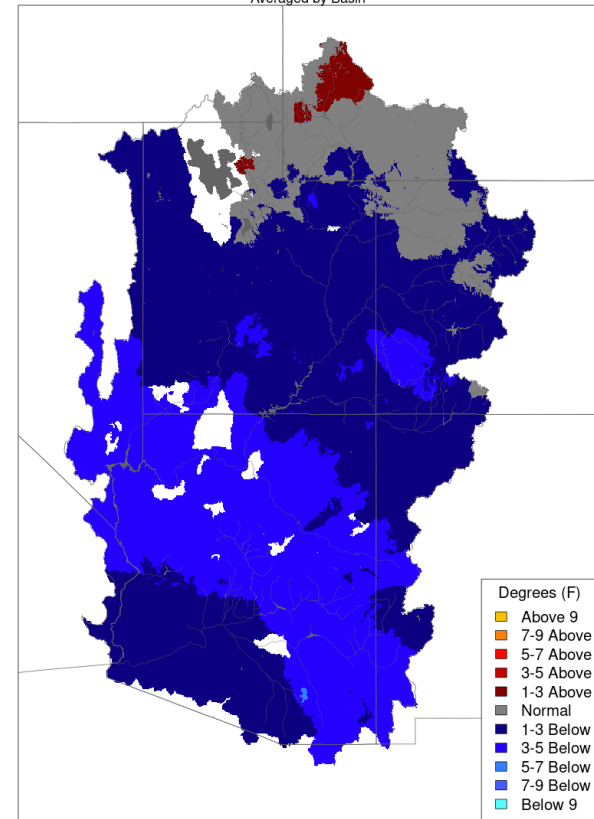 Averaged by Basin
Degrees (F)
Above 9
7-9 Above
5-7 Above
3-5 Above
1-3 Above
Normal
1-3 Below
3-5 Below
5-7 Below
7-9 Below
Below 9